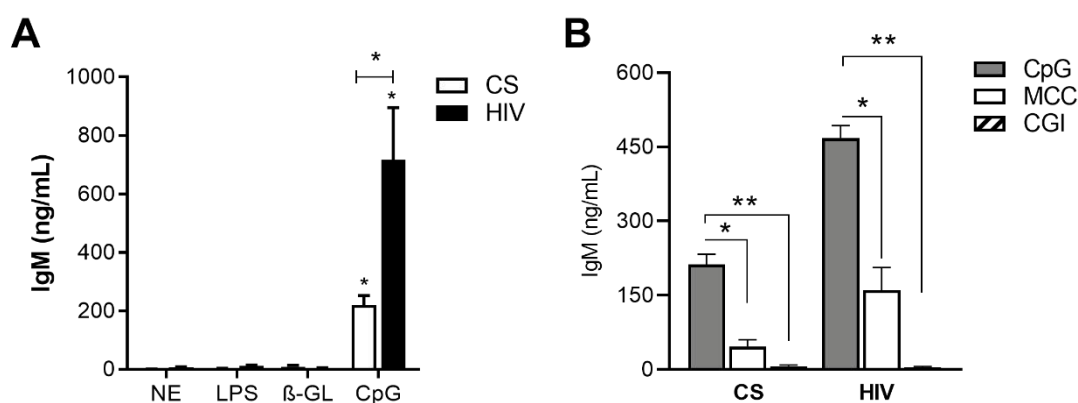 A
IgM (ng/mL)
1000
800
600
400
200
0
*
*
*
NE LPS ß-GL CpG
CS
HIV
B
IgM (ng/mL)
600
450
300
150
0
**
*
**
*
CS HIV
CpG
MCC
CGI